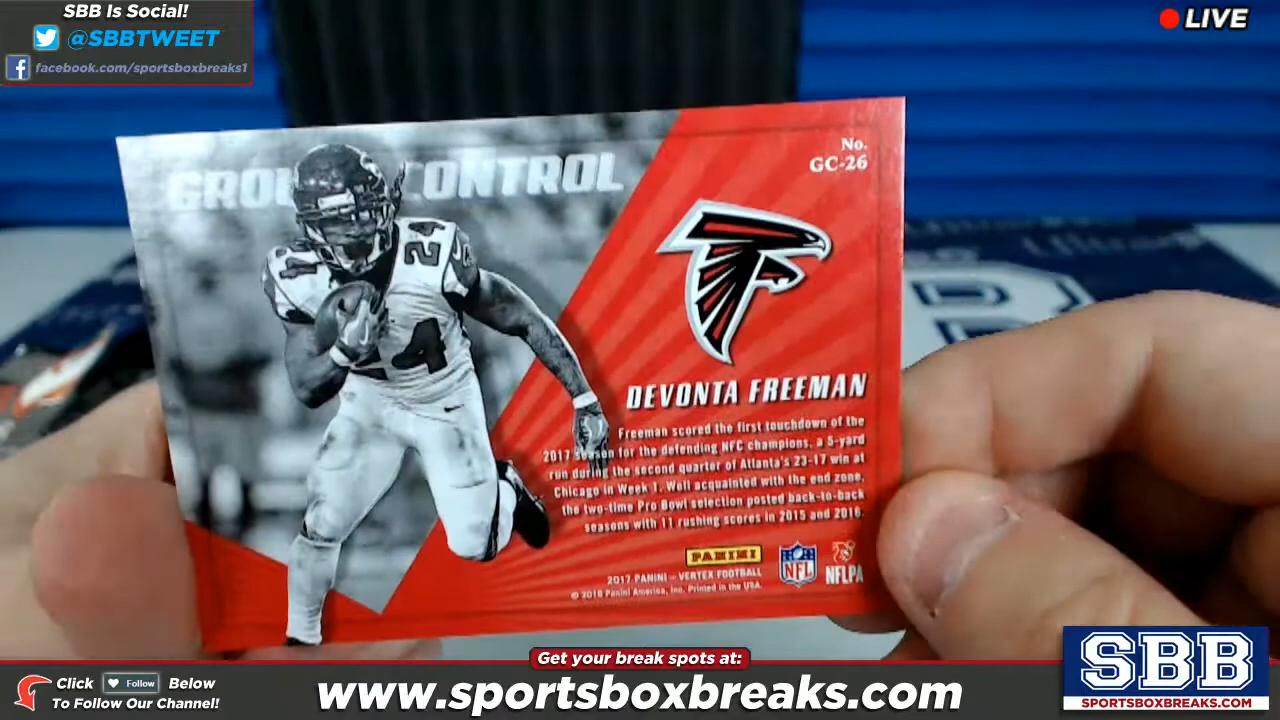 SBB Is Social!
@SBBTWEET
facebook.com/sportsboxbreaks1
LIVE
GROU CONTROL
No.
GC-26
24
24
DEVONTA FREEMAN
Freeman scored the first touchdown of the
2017 season for the defending NFC champions, a 5-yard
run during the second quarter of Atlanta's 23-17 win at
Chicago in Week 1. Well acquainted with the end zone,
the two-time Pro Bowl selection posted back-to-back
seasons with 11 rushing scores in 2015 and 2016.
PANINI
NFL
NFLPA
2017 PANINI – VERTEX FOOTBALL
© 2018 Panini America, Inc. Printed in the USA.
Get your break spots at:
Click Follow Below
To Follow Our Channel!
www.sportsboxbreaks.com
SBB
SPORTSBOXBREAKS.COM